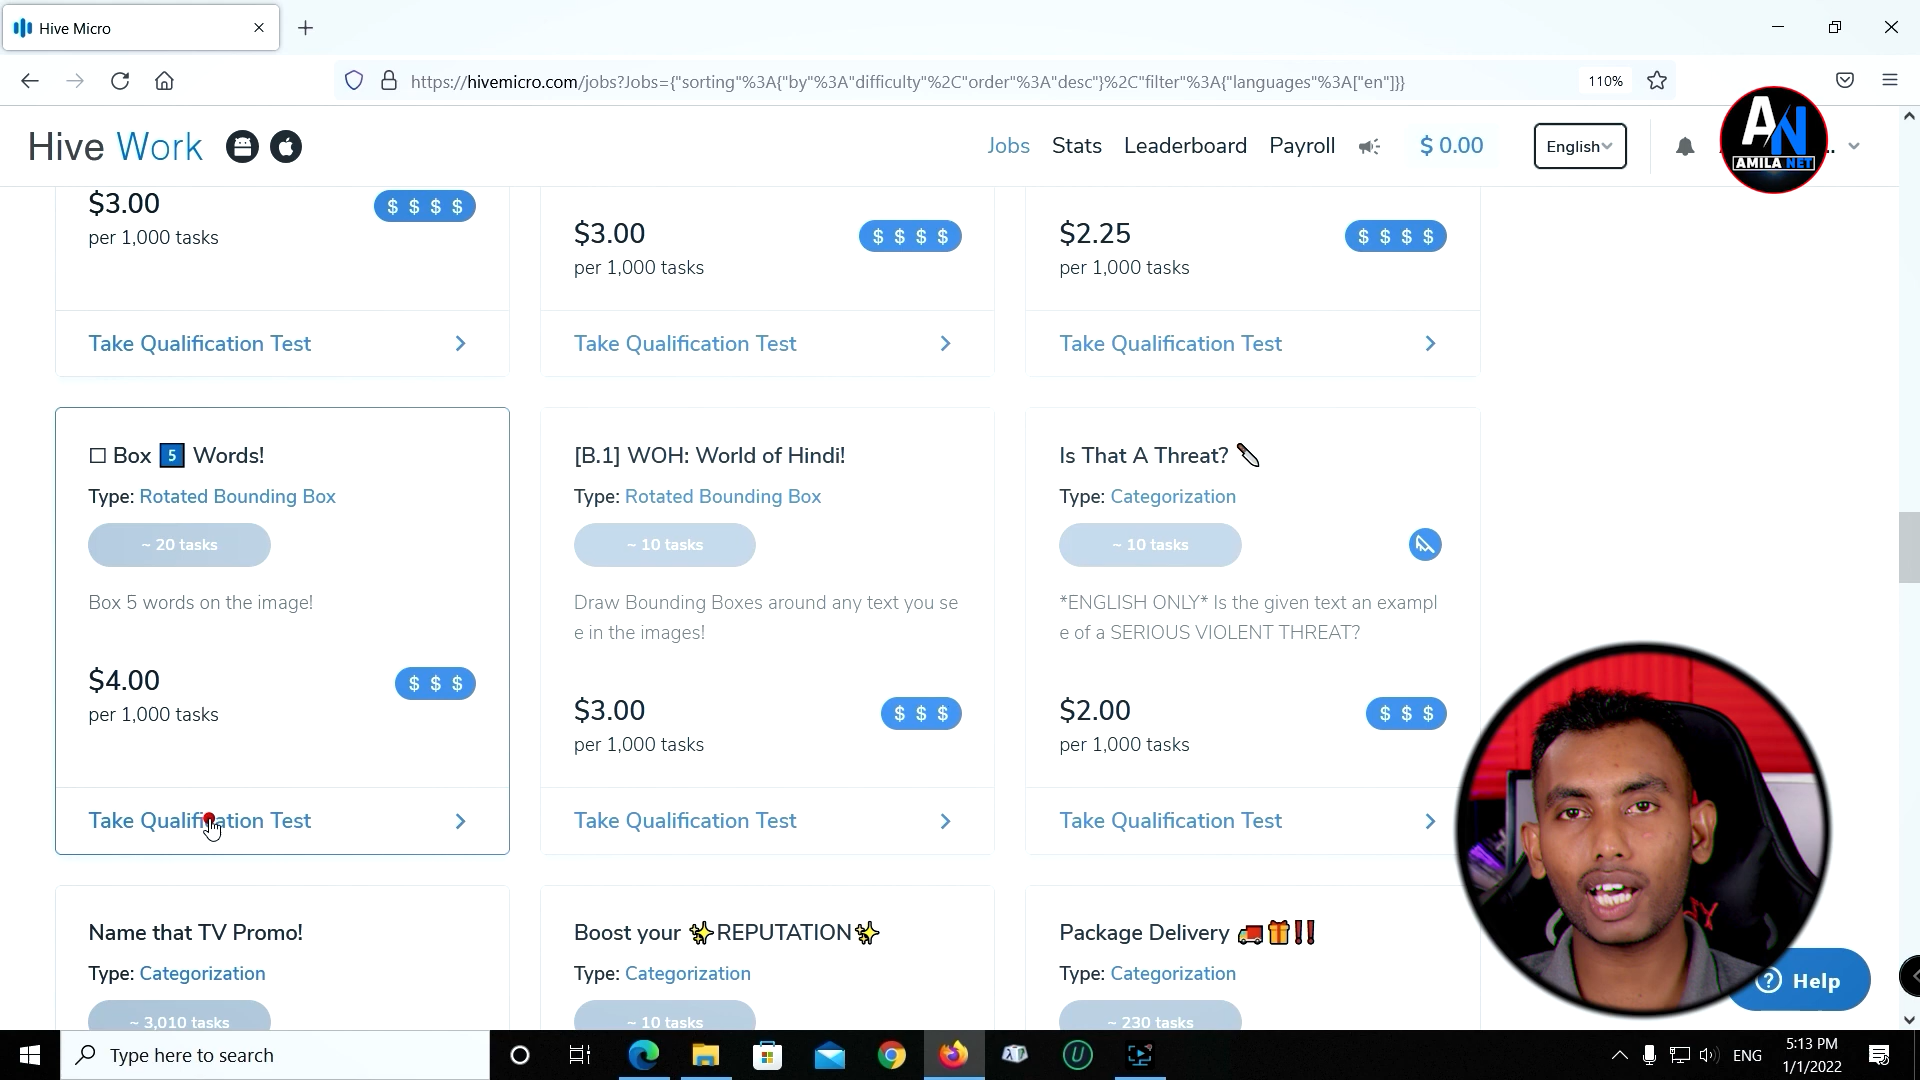 Hive Micro
https://hivemicro.com/jobs?Jobs={"sorting"%3A{"by"%3A"difficulty"%2C"order"%3A"desc"}%2C"filter"%3A{"languages"%3A["en"]}}
110%
Hive Work
Jobs Stats Leaderboard Payroll $ 0.00 English
AN
AMILA NET
$3.00 $ $ $ $
per 1,000 tasks
$3.00 $ $ $ $
per 1,000 tasks
$2.25 $ $ $ $
per 1,000 tasks
Take Qualification Test
Take Qualification Test
Take Qualification Test
☐ Box 5 Words!
Type: Rotated Bounding Box
~ 20 tasks
Box 5 words on the image!
$4.00 $ $ $
per 1,000 tasks
Take Qualification Test
[B.1] WOH: World of Hindi!
Type: Rotated Bounding Box
~ 10 tasks
Draw Bounding Boxes around any text you se
e in the images!
$3.00 $ $ $
per 1,000 tasks
Take Qualification Test
Is That A Threat?
Type: Categorization
~ 10 tasks
*ENGLISH ONLY* Is the given text an exampl
e of a SERIOUS VIOLENT THREAT?
$2.00 $ $ $
per 1,000 tasks
Take Qualification Test
Name that TV Promo!
Type: Categorization
~ 3,010 tasks
Boost your ✨REPUTATION✨
Type: Categorization
~ 10 tasks
Package Delivery 🚚🎁‼
Type: Categorization
~ 230 tasks
? Help
Type here to search
ENG
5:13 PM
1/1/2022